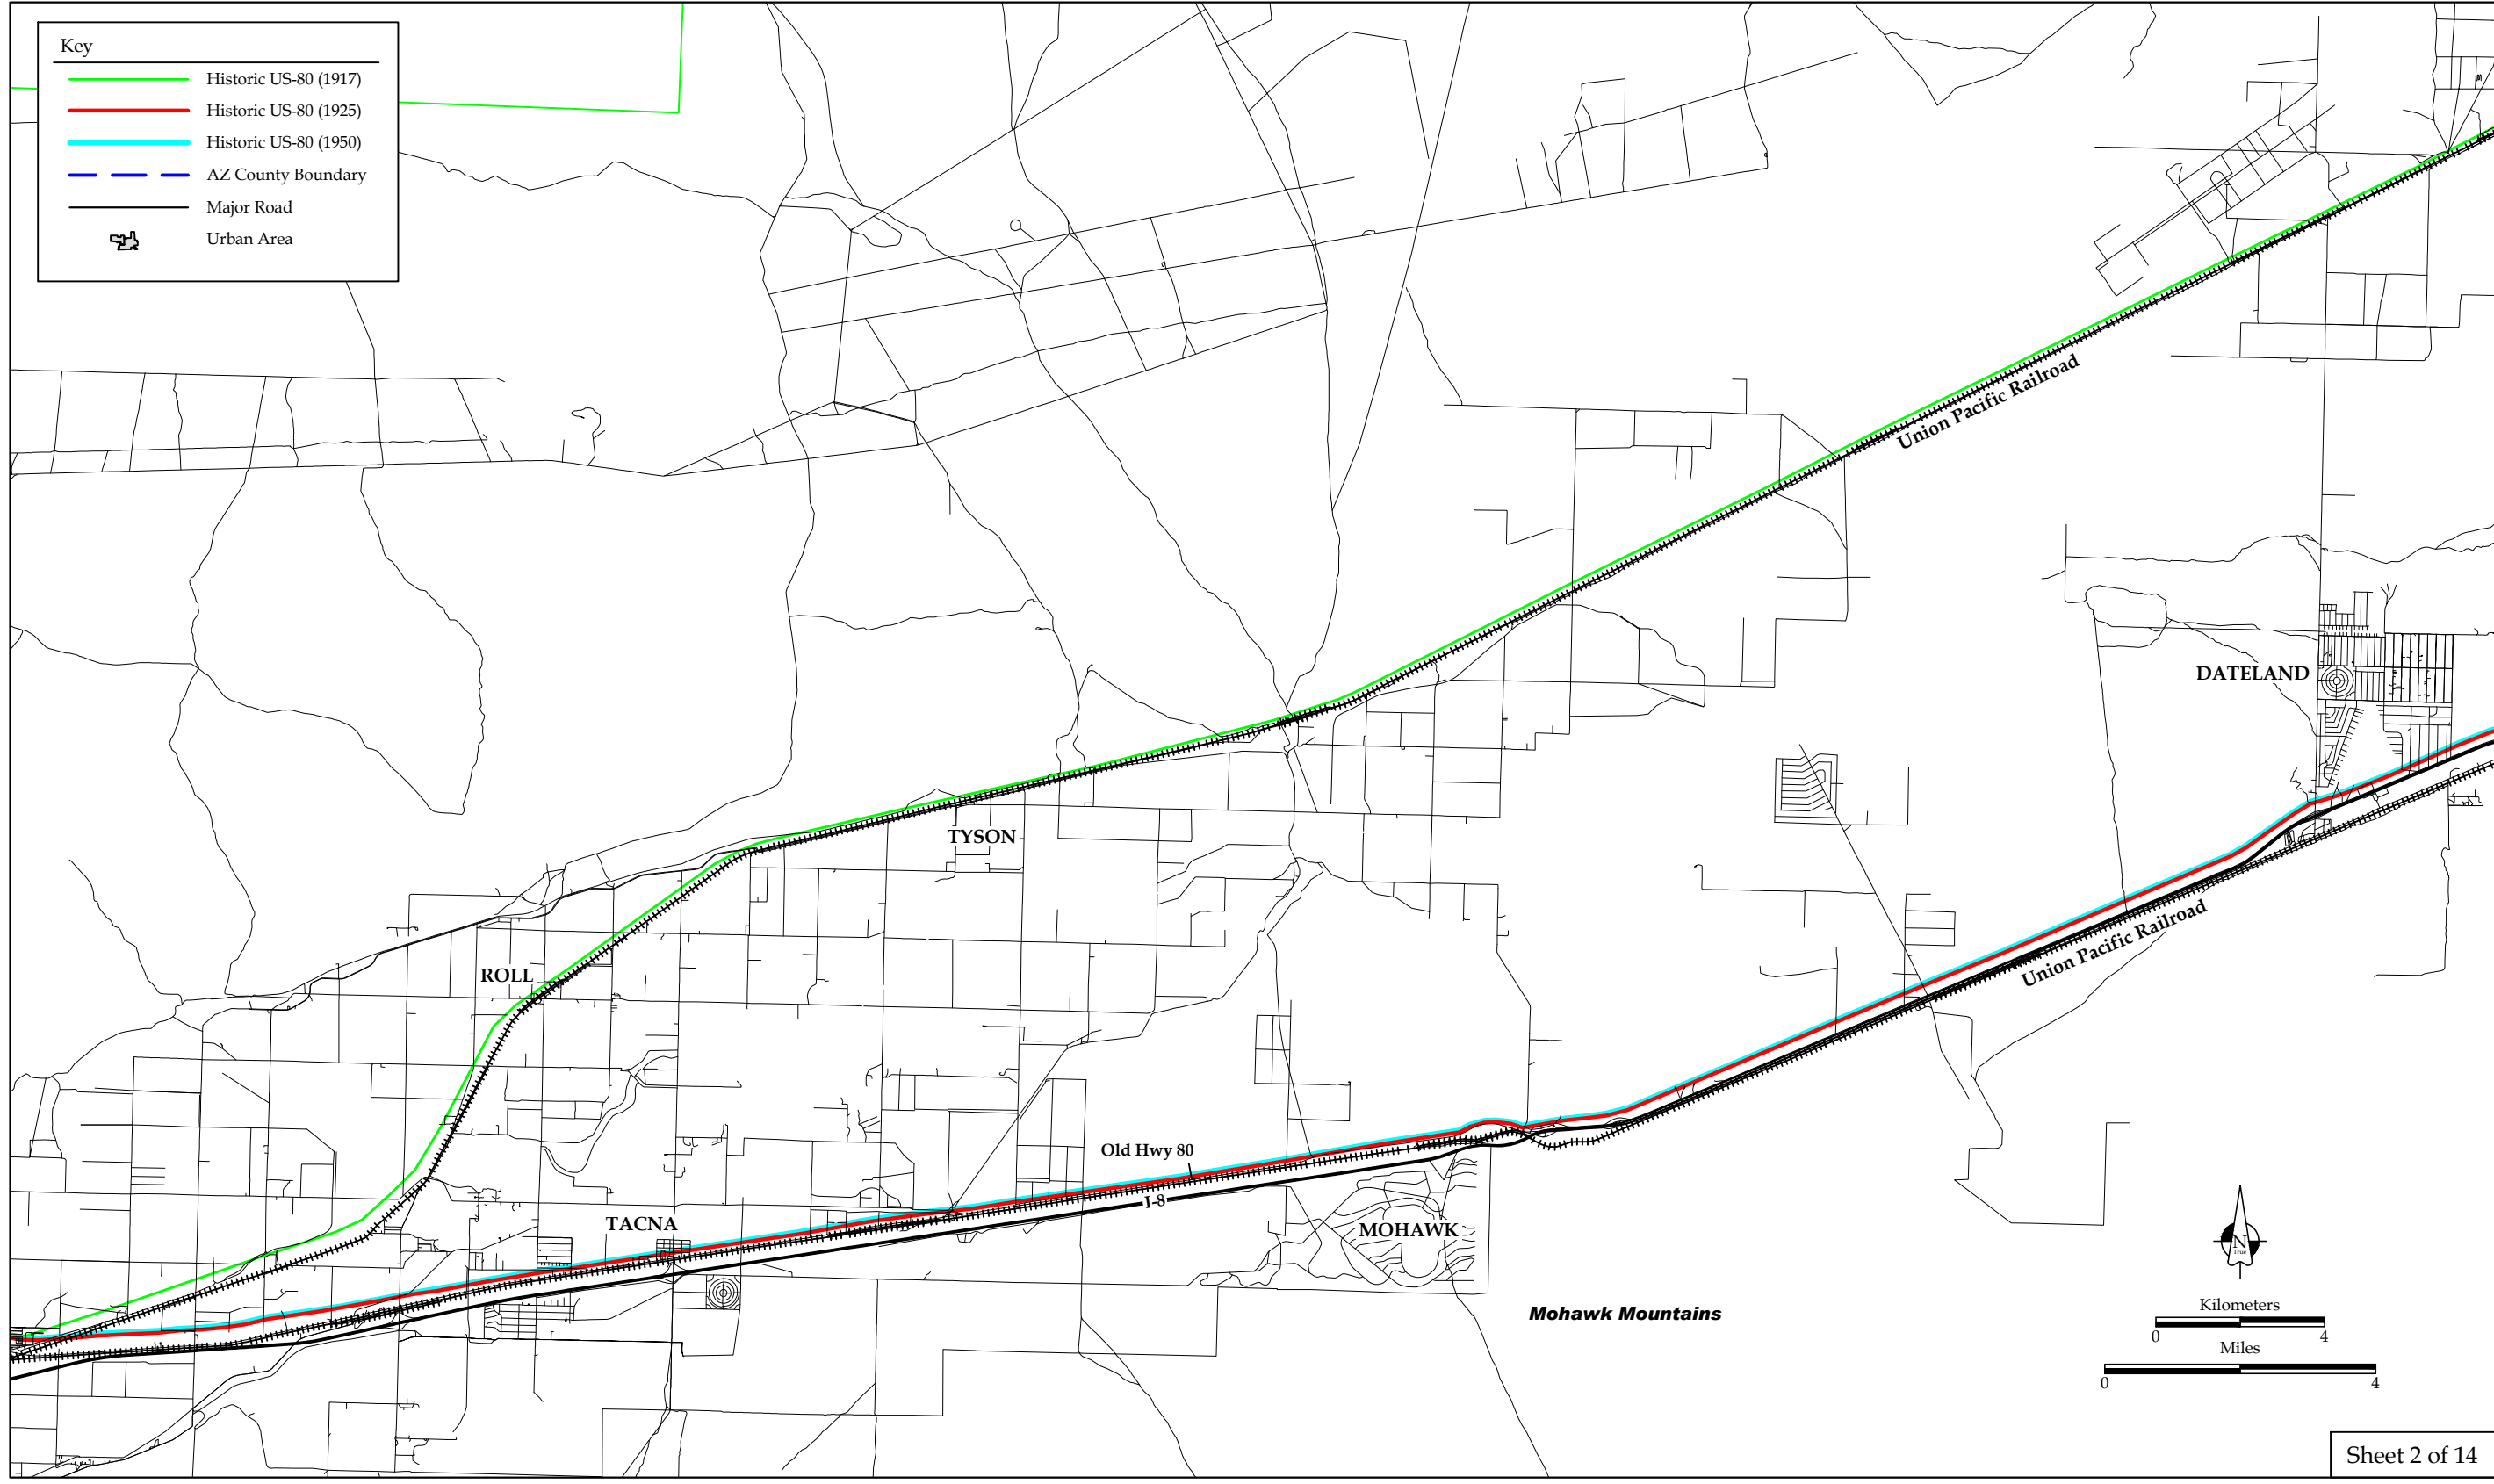 Key
Historic US-80 (1917)
Historic US-80 (1925)
Historic US-80 (1950)
AZ County Boundary
Major Road
Urban Area
Union Pacific Railroad
DATELAND
TYSON
Union Pacific Railroad
ROLL
Old Hwy 80
I-8
TACNA
MOHAWK
Mohawk Mountains
N
True
Kilometers
0 4
Miles
0 4
Sheet 2 of 14